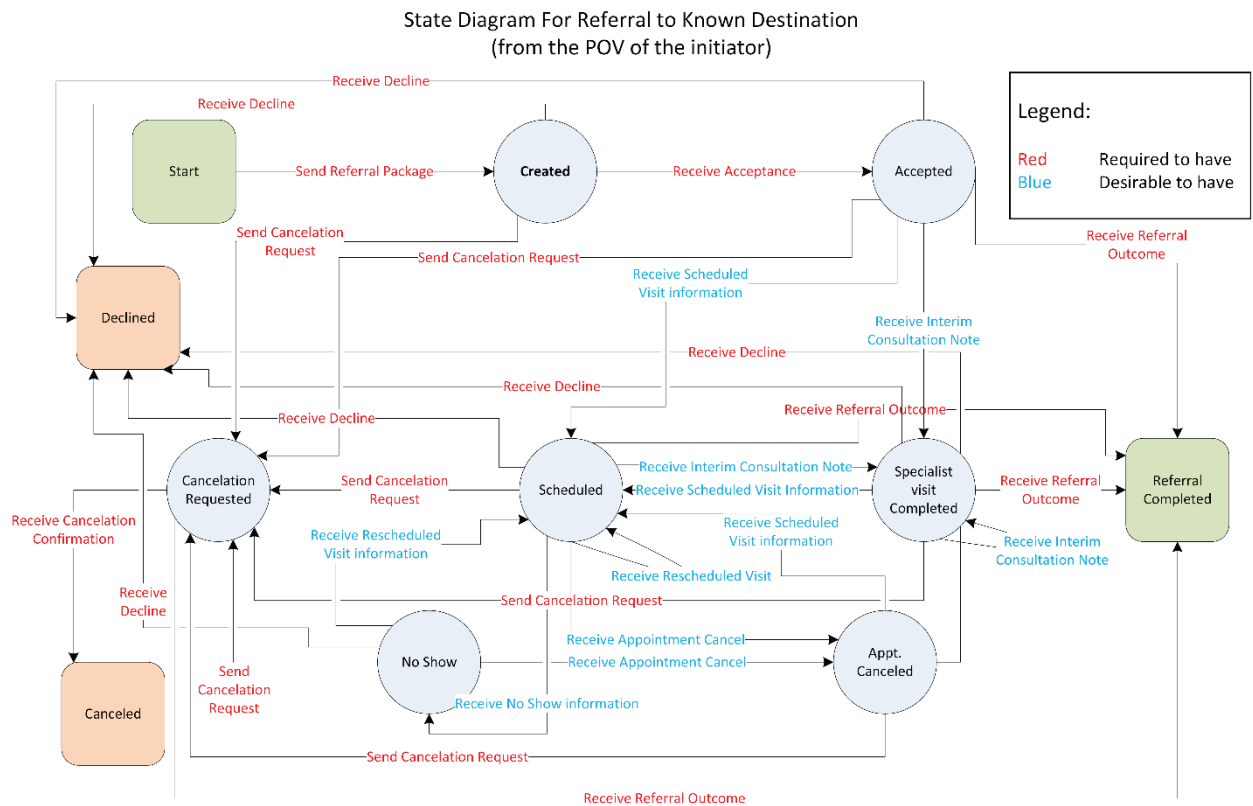 State Diagram For Referral to Known Destination
(from the POV of the initiator)
Receive Decline
Receive Decline
Legend:
Red Required to have
Blue Desirable to have
Start
Send Referral Package
Created
Receive Acceptance
Accepted
Send Cancelation
Request
Send Cancelation Request
Receive Scheduled
Visit information
Receive Referral
Outcome
Declined
Receive Interim
Consultation Note
Receive Decline
Receive Decline
Receive Decline
Receive Referral Outcome
Cancelation
Requested
Send Cancelation
Request
Scheduled
Receive Interim Consultation Note
Receive Scheduled Visit Information
Specialist
visit
Completed
Receive Referral
Outcome
Referral
Completed
Receive Cancelation
Confirmation
Receive Rescheduled
Visit information
Receive Scheduled
Visit information
Receive Interim
Consultation Note
Receive Rescheduled Visit
Receive
Decline
Send Cancelation Request
Receive Appointment Cancel
No Show
Receive Appointment Cancel
Appt.
Canceled
Send
Cancelation
Request
Receive No Show information
Canceled
Send Cancelation Request
Receive Referral Outcome